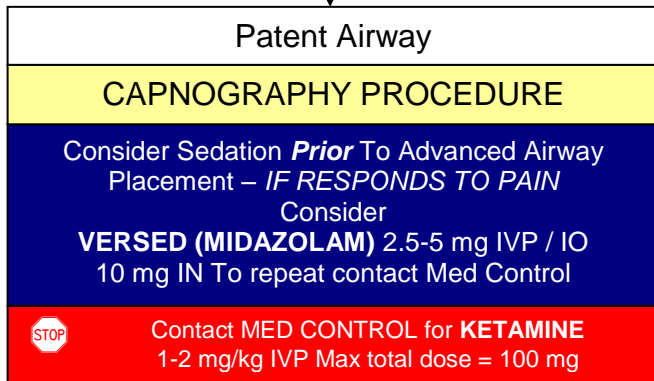 Patent Airway
CAPNOGRAPHY PROCEDURE
Consider Sedation Prior To Advanced Airway
Placement – IF RESPONDS TO PAIN
Consider
VERSED (MIDAZOLAM) 2.5-5 mg IVP / IO
10 mg IN To repeat contact Med Control
STOP
Contact MED CONTROL for KETAMINE
1-2 mg/kg IVP Max total dose = 100 mg